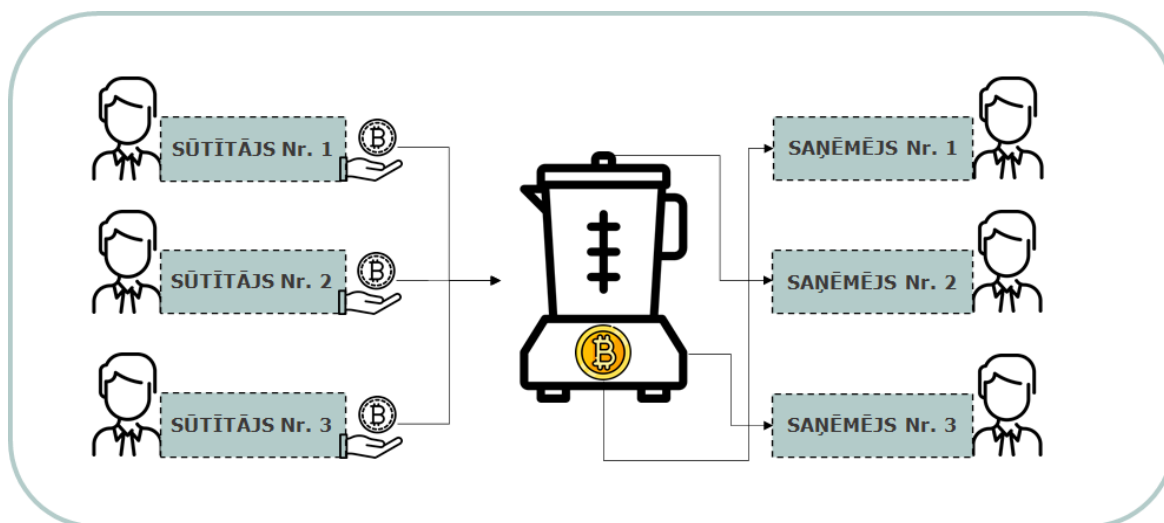 SŪTĪTĀJS Nr. 1
SAŅĒMĒJS Nr. 1
SŪTĪTĀJS Nr. 2
SAŅĒMĒJS Nr. 2
SŪTĪTĀJS Nr. 3
SAŅĒMĒJS Nr. 3